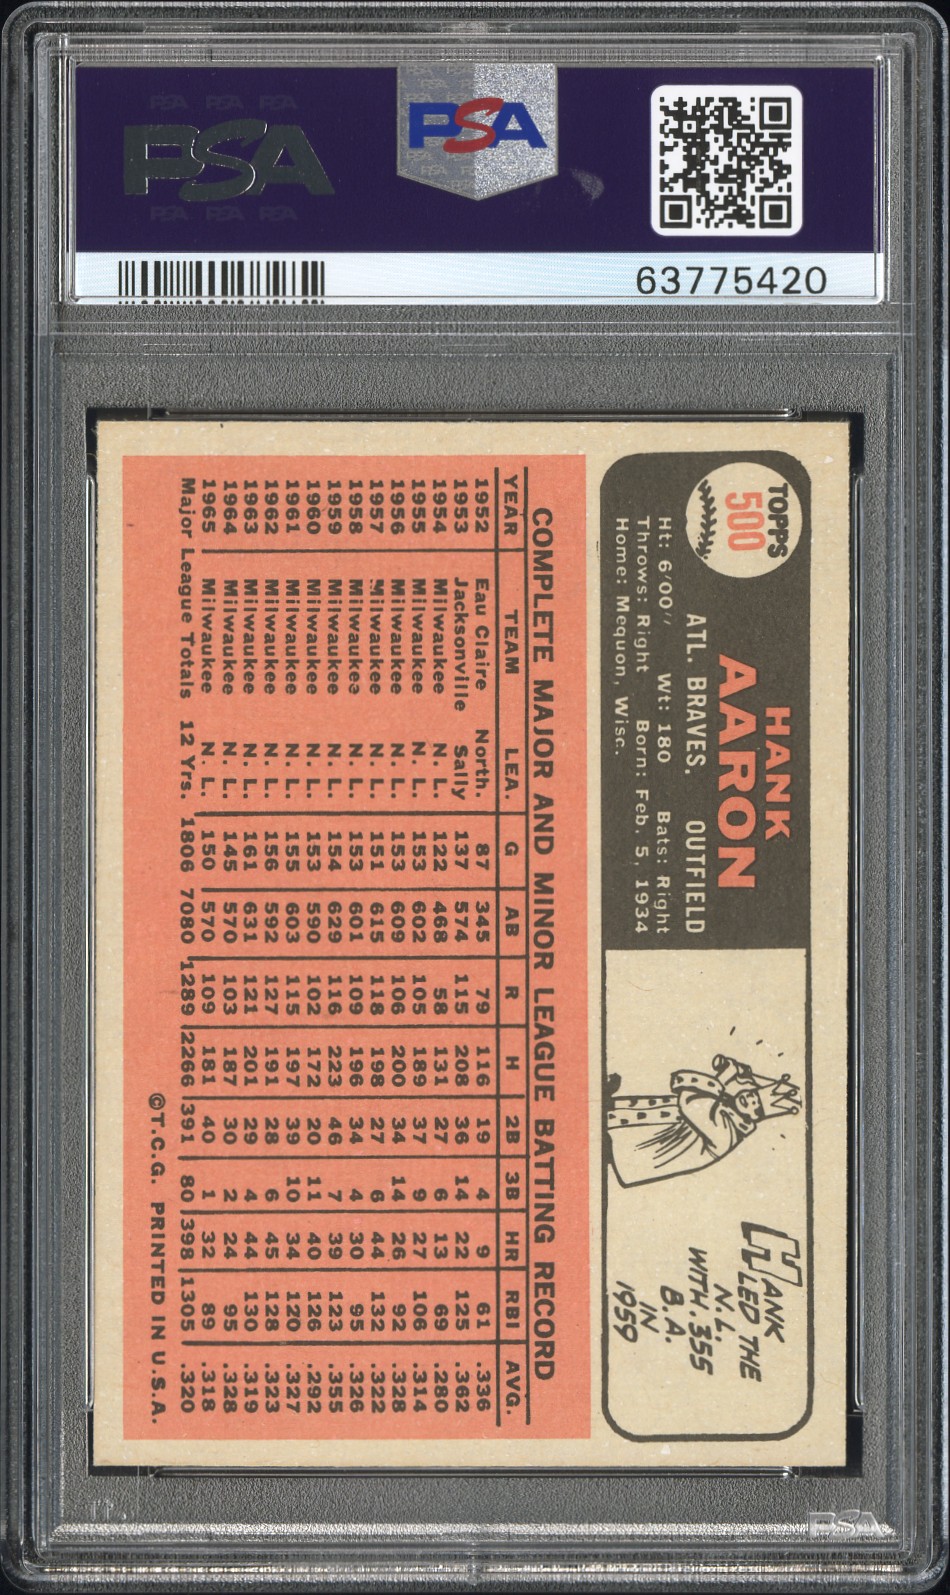 PSA PSA PSA
PSA
PSA PSA PSA
PSA
63775420
TOPPS
500
HANK
AARON
ATL. BRAVES. OUTFIELD
Ht: 6'00" Wt: 180 Bats: Right
Throws: Right Born: Feb. 5, 1934
Home: Mequon, Wisc.
HANK
LED THE
N.L.
WITH .355
B.A.
IN
1959
COMPLETE MAJOR AND MINOR LEAGUE BATTING RECORD
YEAR TEAM LEA. G AB R H 2B 3B HR RBI AVG.
1952 Eau Claire North. 87 345 79 116 19 4 9 61 .336
1953 Jacksonville Sally 137 574 115 208 36 14 22 125 .362
1954 Milwaukee N. L. 122 468 58 131 27 6 13 69 .280
1955 Milwaukee N. L. 153 602 105 189 37 9 27 106 .314
1956 Milwaukee N. L. 153 609 106 200 34 14 26 92 .328
1957 Milwaukee N. L. 151 615 118 198 27 6 44 132 .322
1958 Milwaukee N. L. 153 601 109 196 34 4 30 95 .326
1959 Milwaukee N. L. 154 629 116 223 46 7 39 123 .355
1960 Milwaukee N. L. 153 590 102 172 20 11 40 126 .292
1961 Milwaukee N. L. 155 603 115 197 39 10 34 120 .327
1962 Milwaukee N. L. 156 592 127 191 28 6 45 128 .323
1963 Milwaukee N. L. 161 631 121 201 29 4 44 130 .319
1964 Milwaukee N. L. 145 570 103 187 30 2 24 95 .328
1965 Milwaukee N. L. 150 570 109 181 40 1 32 89 .318
Major League Totals 12 Yrs. 1806 7080 1289 2266 391 80 398 1305 .320
©T.C.G. PRINTED IN U.S.A.
PSA